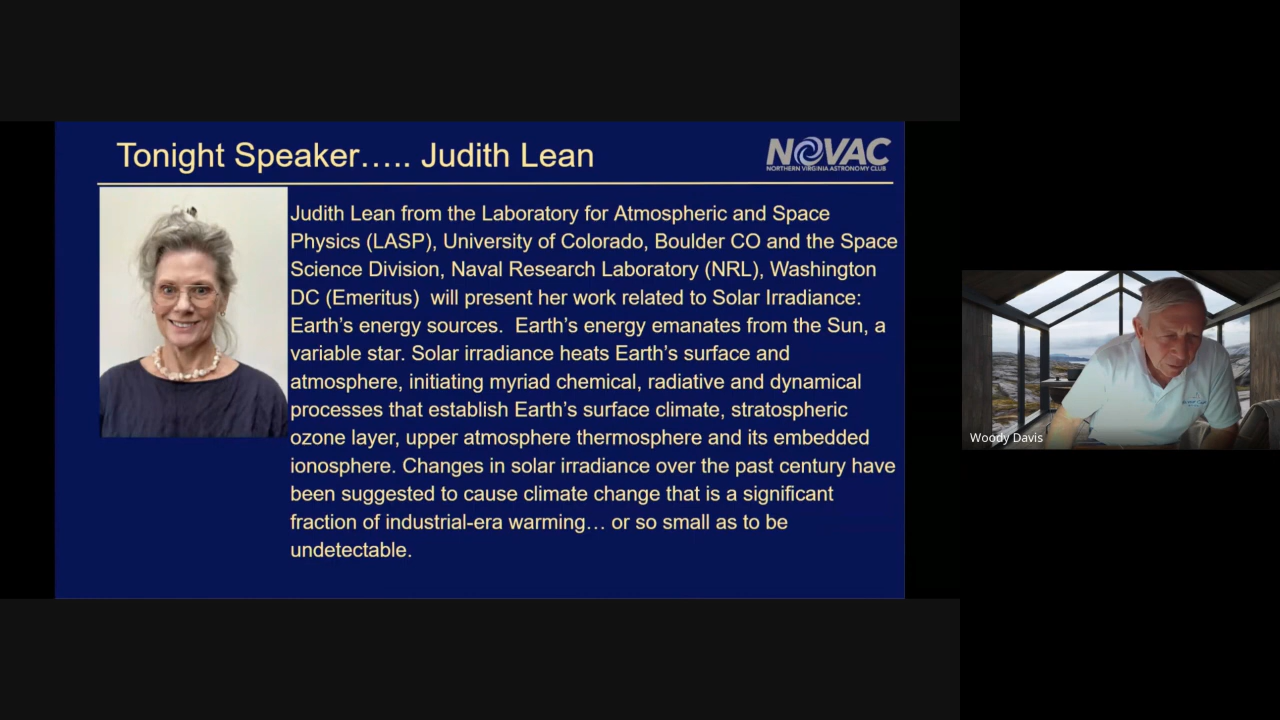 Tonight Speaker….. Judith Lean
NOVAC
NORTHERN VIRGINIA ASTRONOMY CLUB
Judith Lean from the Laboratory for Atmospheric and Space
Physics (LASP), University of Colorado, Boulder CO and the Space
Science Division, Naval Research Laboratory (NRL), Washington
DC (Emeritus)  will present her work related to Solar Irradiance:
Earth’s energy sources.  Earth’s energy emanates from the Sun, a
variable star. Solar irradiance heats Earth’s surface and
atmosphere, initiating myriad chemical, radiative and dynamical
processes that establish Earth’s surface climate, stratospheric
ozone layer, upper atmosphere thermosphere and its embedded
ionosphere. Changes in solar irradiance over the past century have
been suggested to cause climate change that is a significant
fraction of industrial-era warming… or so small as to be
undetectable.
Woody Davis